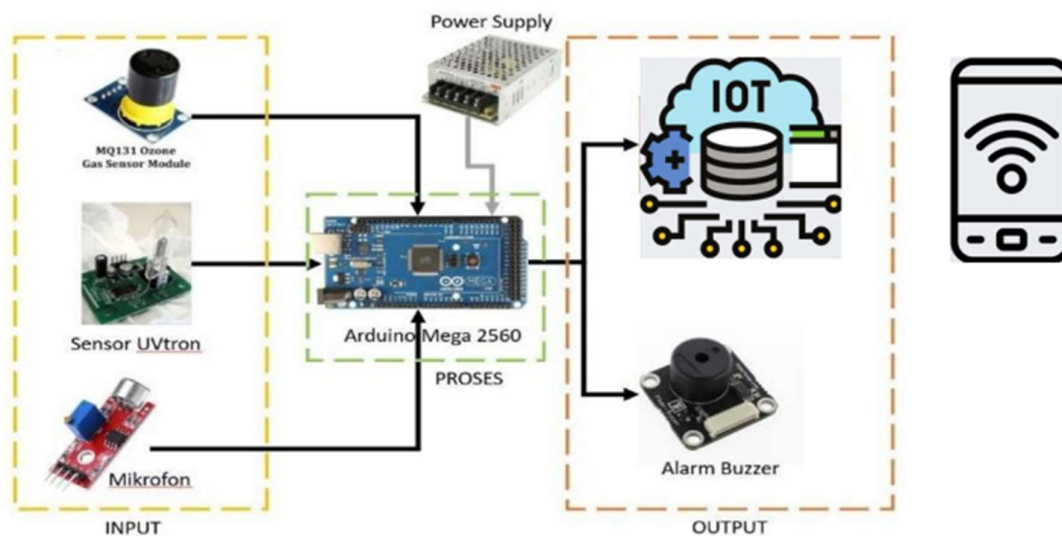 Power Supply
IOT
MQ131 Ozone
Gas Sensor Module
MEGA
Arduino Mega 2560
Sensor UVtron
PROSES
Mikrofon
Alarm Buzzer
INPUT
OUTPUT